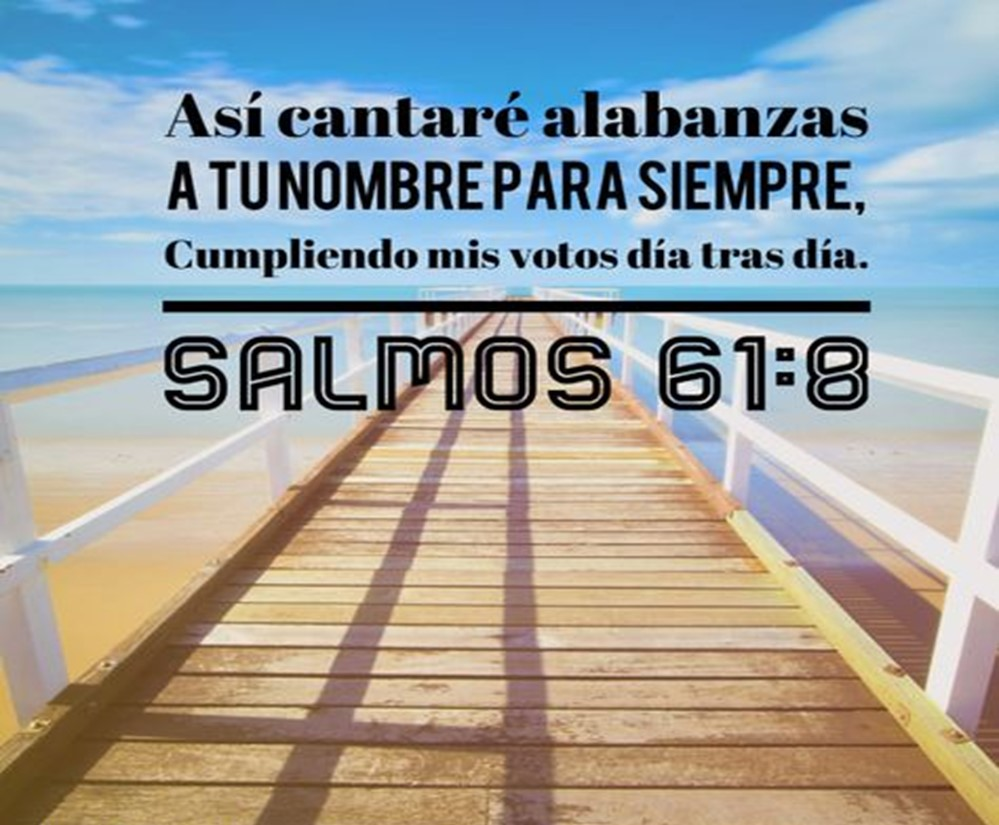 Así cantaré alabanzas
A TU NOMBRE PARA SIEMPRE,
Cumpliendo mis votos día tras día.
SALMOS 61:8